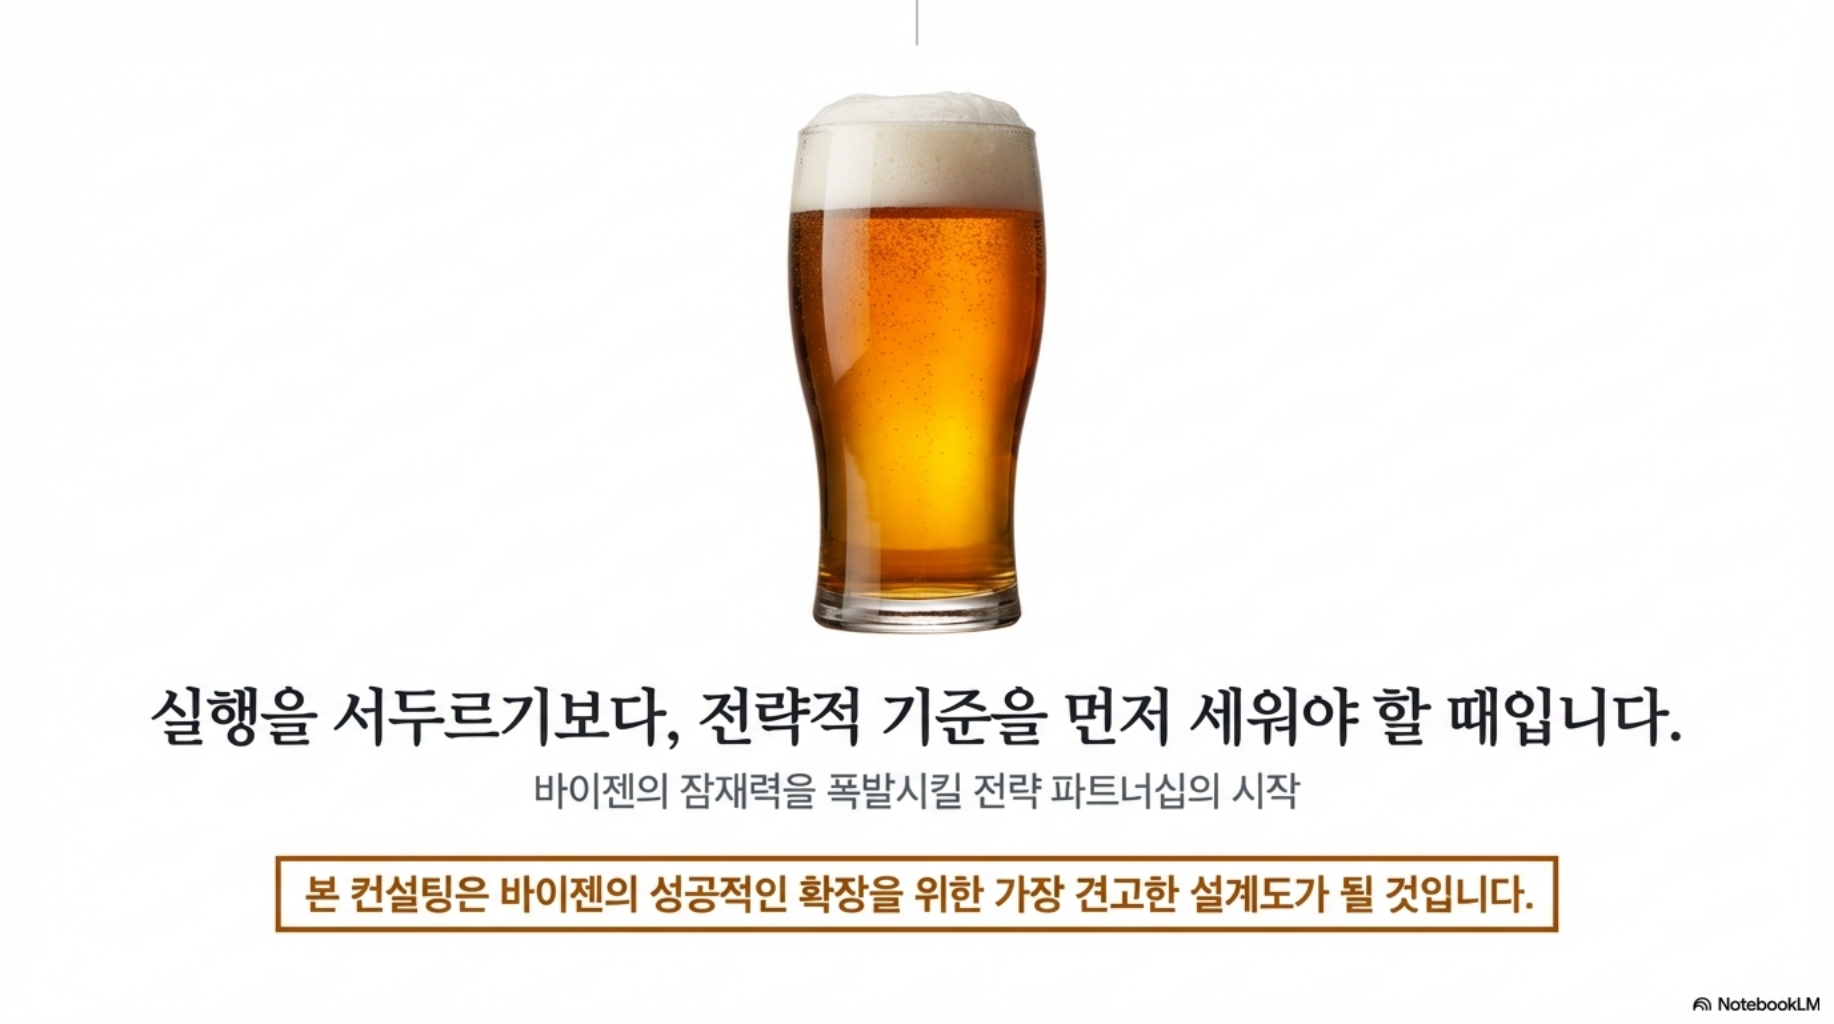 실행을 서두르기보다, 전략적 기준을 먼저 세워야 할 때입니다.
바이젠의 잠재력을 폭발시킬 전략 파트너십의 시작
본 컨설팅은 바이젠의 성공적인 확장을 위한 가장 견고한 설계도가 될 것입니다.
NotebookLM